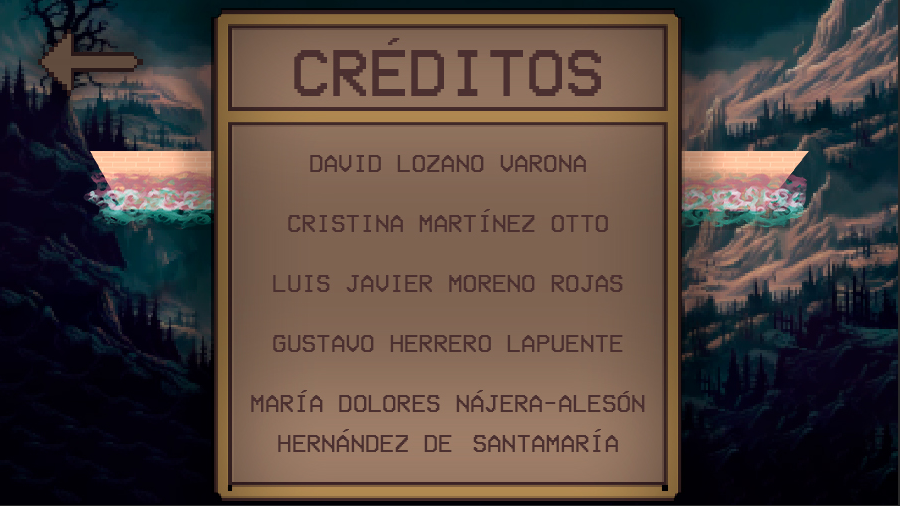 CRÉDITOS
DAVID LOZANO VARONA
CRISTINA MARTÍNEZ OTTO
LUIS JAVIER MORENO ROJAS
GUSTAVO HERRERO LAPUENTE
MARÍA DOLORES NÁJERA-ALESÓN
HERNÁNDEZ DE SANTAMARÍA